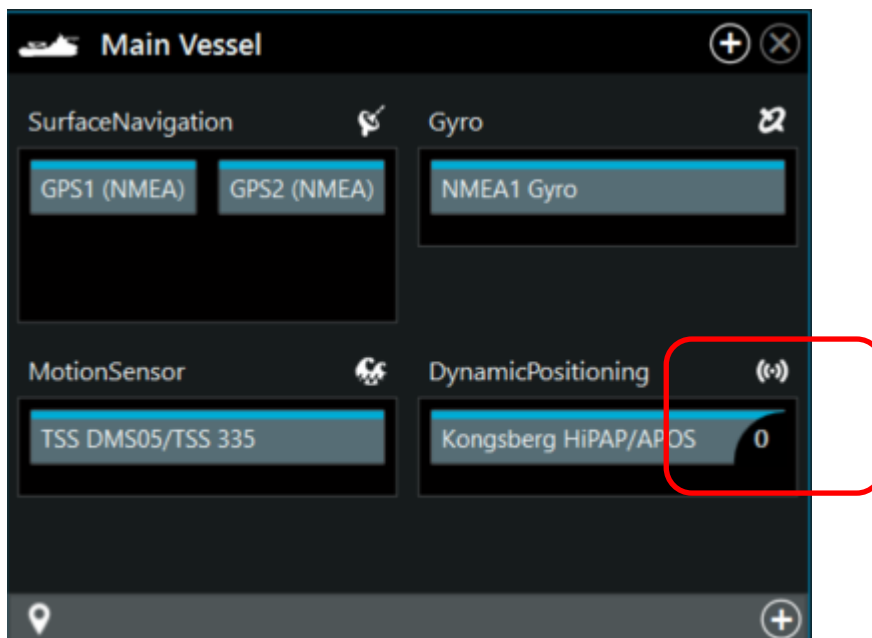 Main Vessel
SurfaceNavigation
Gyro
GPS1 (NMEA)
GPS2 (NMEA)
NMEA1 Gyro
MotionSensor
DynamicPositioning
TSS DMS05/TSS 335
Kongsberg HiPAP/APOS
0